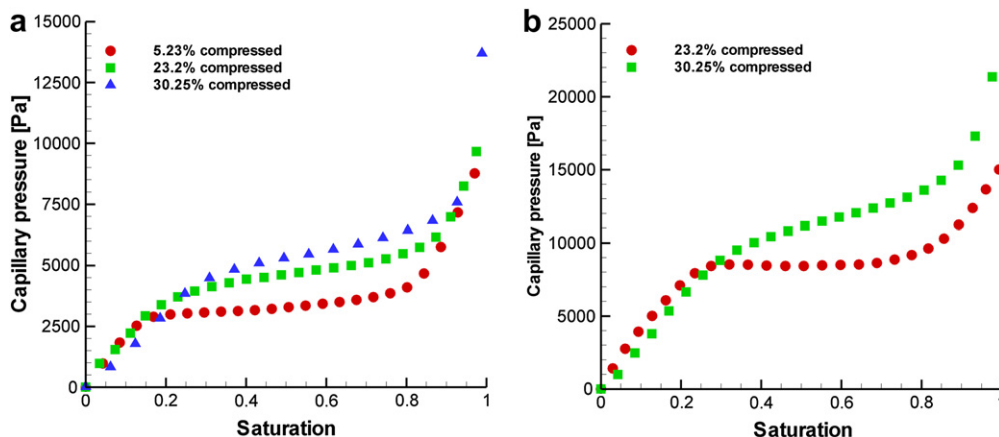 a
15000
12500
10000
7500
5000
2500
0
Capillary pressure [Pa]
5.23% compressed
23.2% compressed
30.25% compressed
0
0.2
0.4
0.6
0.8
1
Saturation
b
25000
20000
15000
10000
5000
0
Capillary pressure [Pa]
23.2% compressed
30.25% compressed
0
0.2
0.4
0.6
0.8
1
Saturation